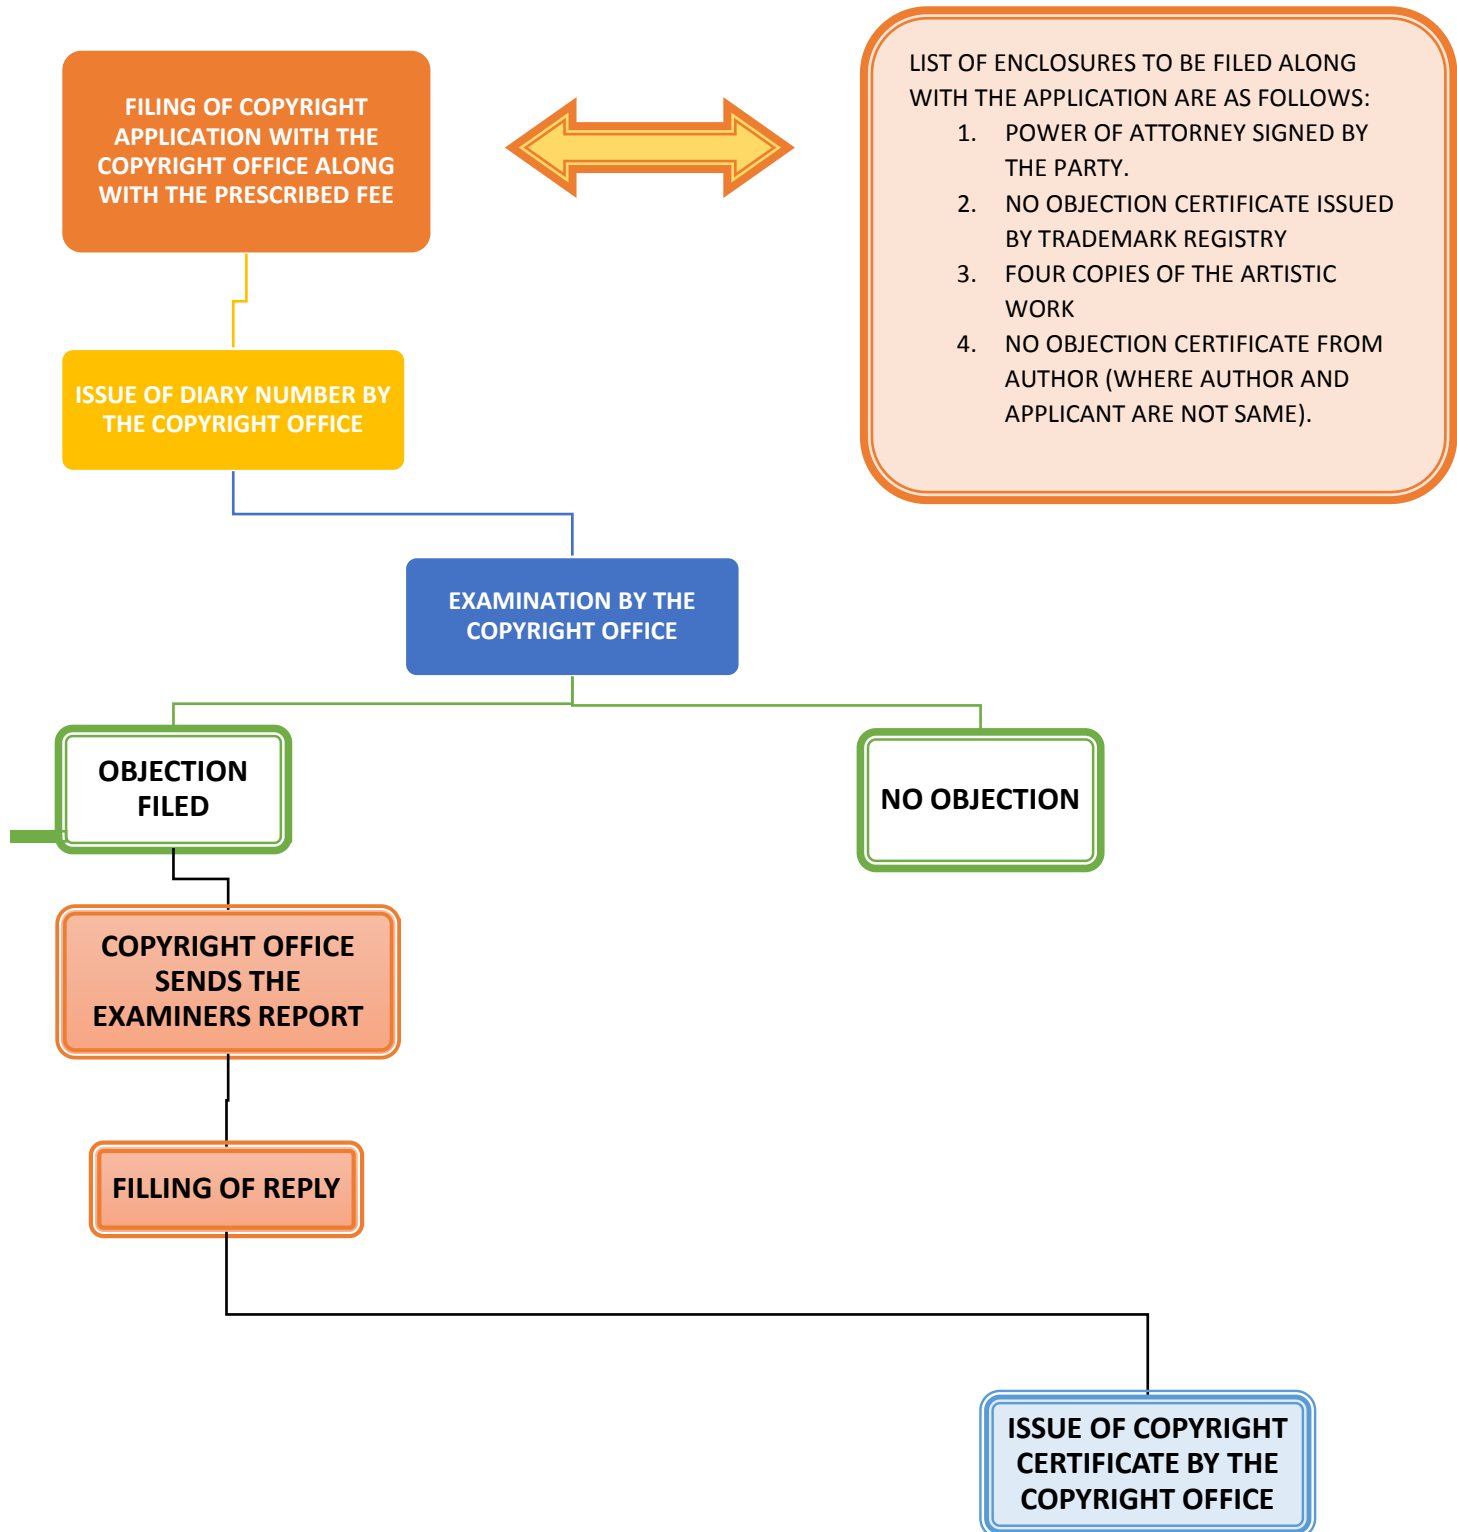 FILING OF COPYRIGHT
APPLICATION WITH THE
COPYRIGHT OFFICE ALONG
WITH THE PRESCRIBED FEE
LIST OF ENCLOSURES TO BE FILED ALONG
WITH THE APPLICATION ARE AS FOLLOWS:
1. POWER OF ATTORNEY SIGNED BY
THE PARTY.
2. NO OBJECTION CERTIFICATE ISSUED
BY TRADEMARK REGISTRY
3. FOUR COPIES OF THE ARTISTIC
WORK
4. NO OBJECTION CERTIFICATE FROM
AUTHOR (WHERE AUTHOR AND
APPLICANT ARE NOT SAME).
ISSUE OF DIARY NUMBER BY
THE COPYRIGHT OFFICE
EXAMINATION BY THE
COPYRIGHT OFFICE
OBJECTION
FILED
NO OBJECTION
COPYRIGHT OFFICE
SENDS THE
EXAMINERS REPORT
FILLING OF REPLY
ISSUE OF COPYRIGHT
CERTIFICATE BY THE
COPYRIGHT OFFICE